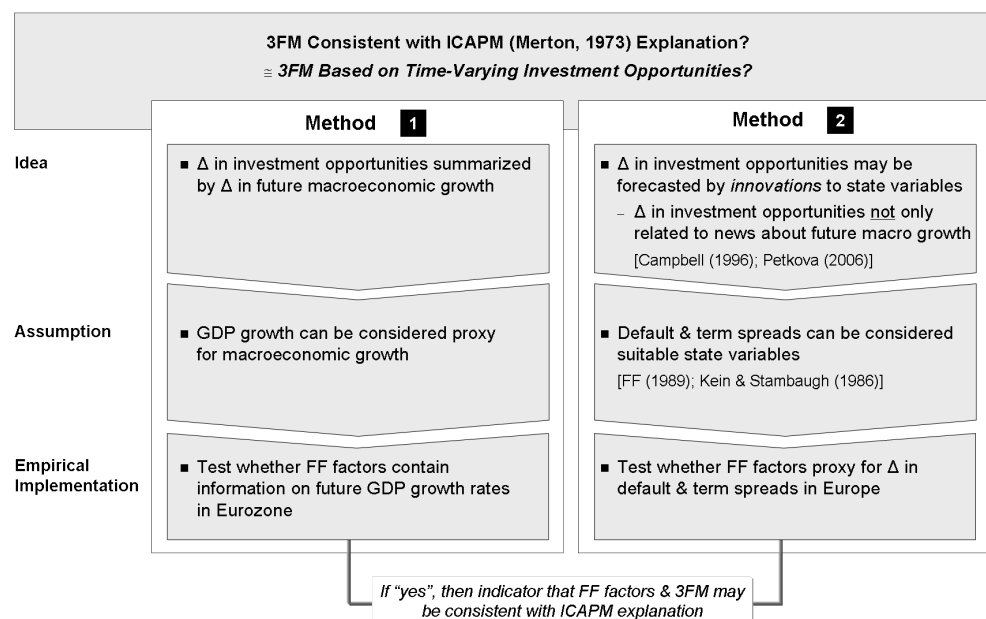 3FM Consistent with ICAPM (Merton, 1973) Explanation?
≅ 3FM Based on Time-Varying Investment Opportunities?
Method 1
Method 2
Idea
■ Δ in investment opportunities summarized
by Δ in future macroeconomic growth
■ Δ in investment opportunities may be
forecasted by innovations to state variables
– Δ in investment opportunities not only
related to news about future macro growth
[Campbell (1996); Petkova (2006)]
Assumption
■ GDP growth can be considered proxy
for macroeconomic growth
■ Default & term spreads can be considered
suitable state variables
[FF (1989); Kein & Stambaugh (1986)]
Empirical
Implementation
■ Test whether FF factors contain
information on future GDP growth rates
in Eurozone
■ Test whether FF factors proxy for Δ in
default & term spreads in Europe
If “yes”, then indicator that FF factors & 3FM may
be consistent with ICAPM explanation